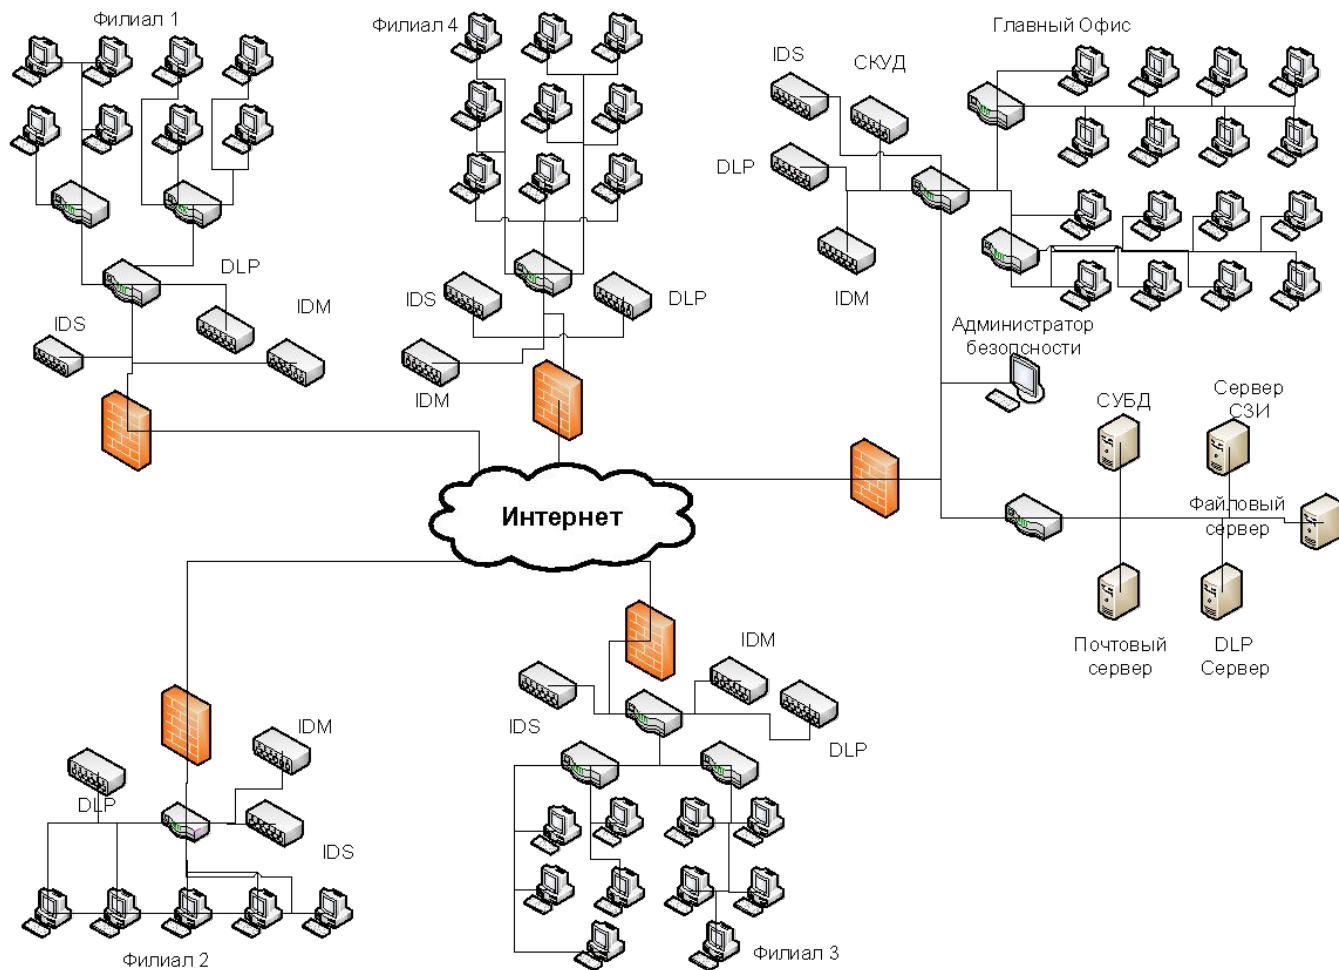 Филиал 1
Филиал 4
Главный Офис
IDS
СКУД
DLP
IDM
DLP
IDS
IDM
IDS
DLP
IDM
Администратор
безопсности
СУБД
Сервер
СЗИ
Файловый
сервер
Интернет
Почтовый
сервер
DLP
Сервер
IDM
IDS
DLP
IDM
DLP
IDS
Филиал 2
Филиал 3